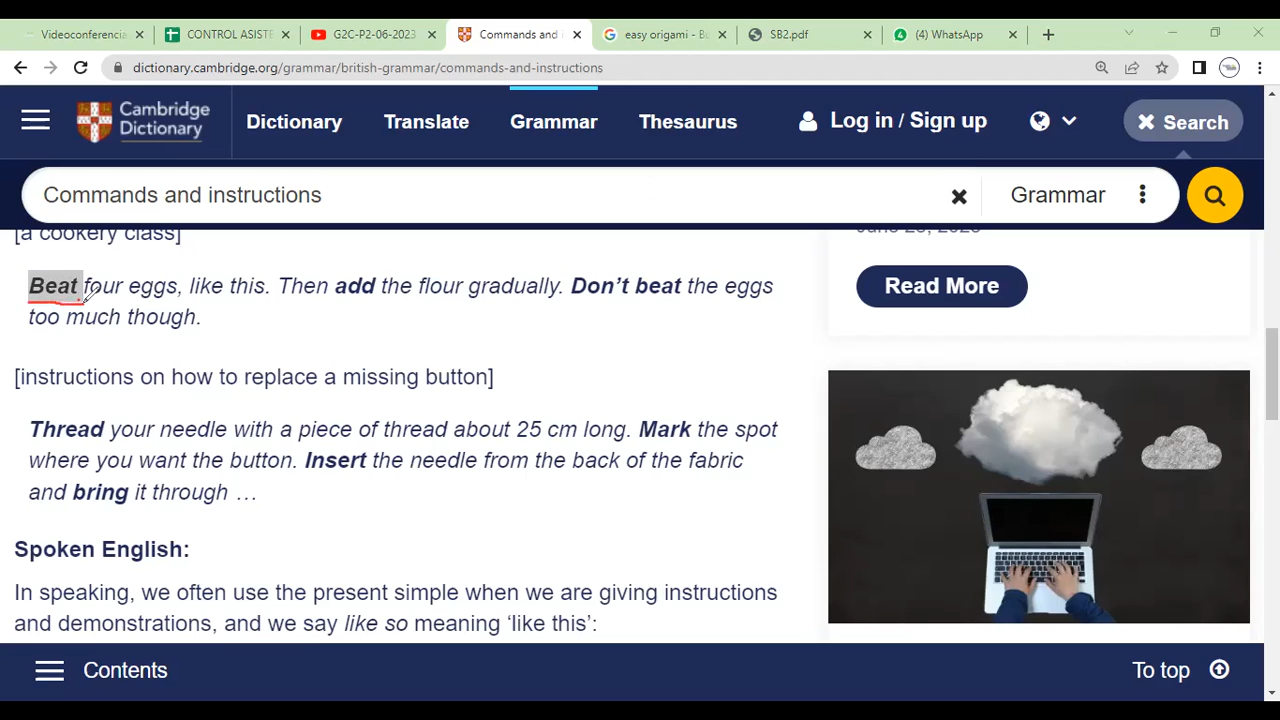 Videoconferencia
CONTROL ASISTE
G2C-P2-06-2023
Commands and i
easy origami - Bu
SB2.pdf
(4) WhatsApp
dictionary.cambridge.org/grammar/british-grammar/commands-and-instructions
Cambridge
Dictionary
Dictionary
Translate
Grammar
Thesaurus
Log in / Sign up
Search
Commands and instructions
Grammar
[a cookery class]
Beat four eggs, like this. Then add the flour gradually. Don't beat the eggs
too much though.
[instructions on how to replace a missing button]
Thread your needle with a piece of thread about 25 cm long. Mark the spot
where you want the button. Insert the needle from the back of the fabric
and bring it through …
Spoken English:
In speaking, we often use the present simple when we are giving instructions
and demonstrations, and we say like so meaning ‘like this’:
Read More
Contents
To top